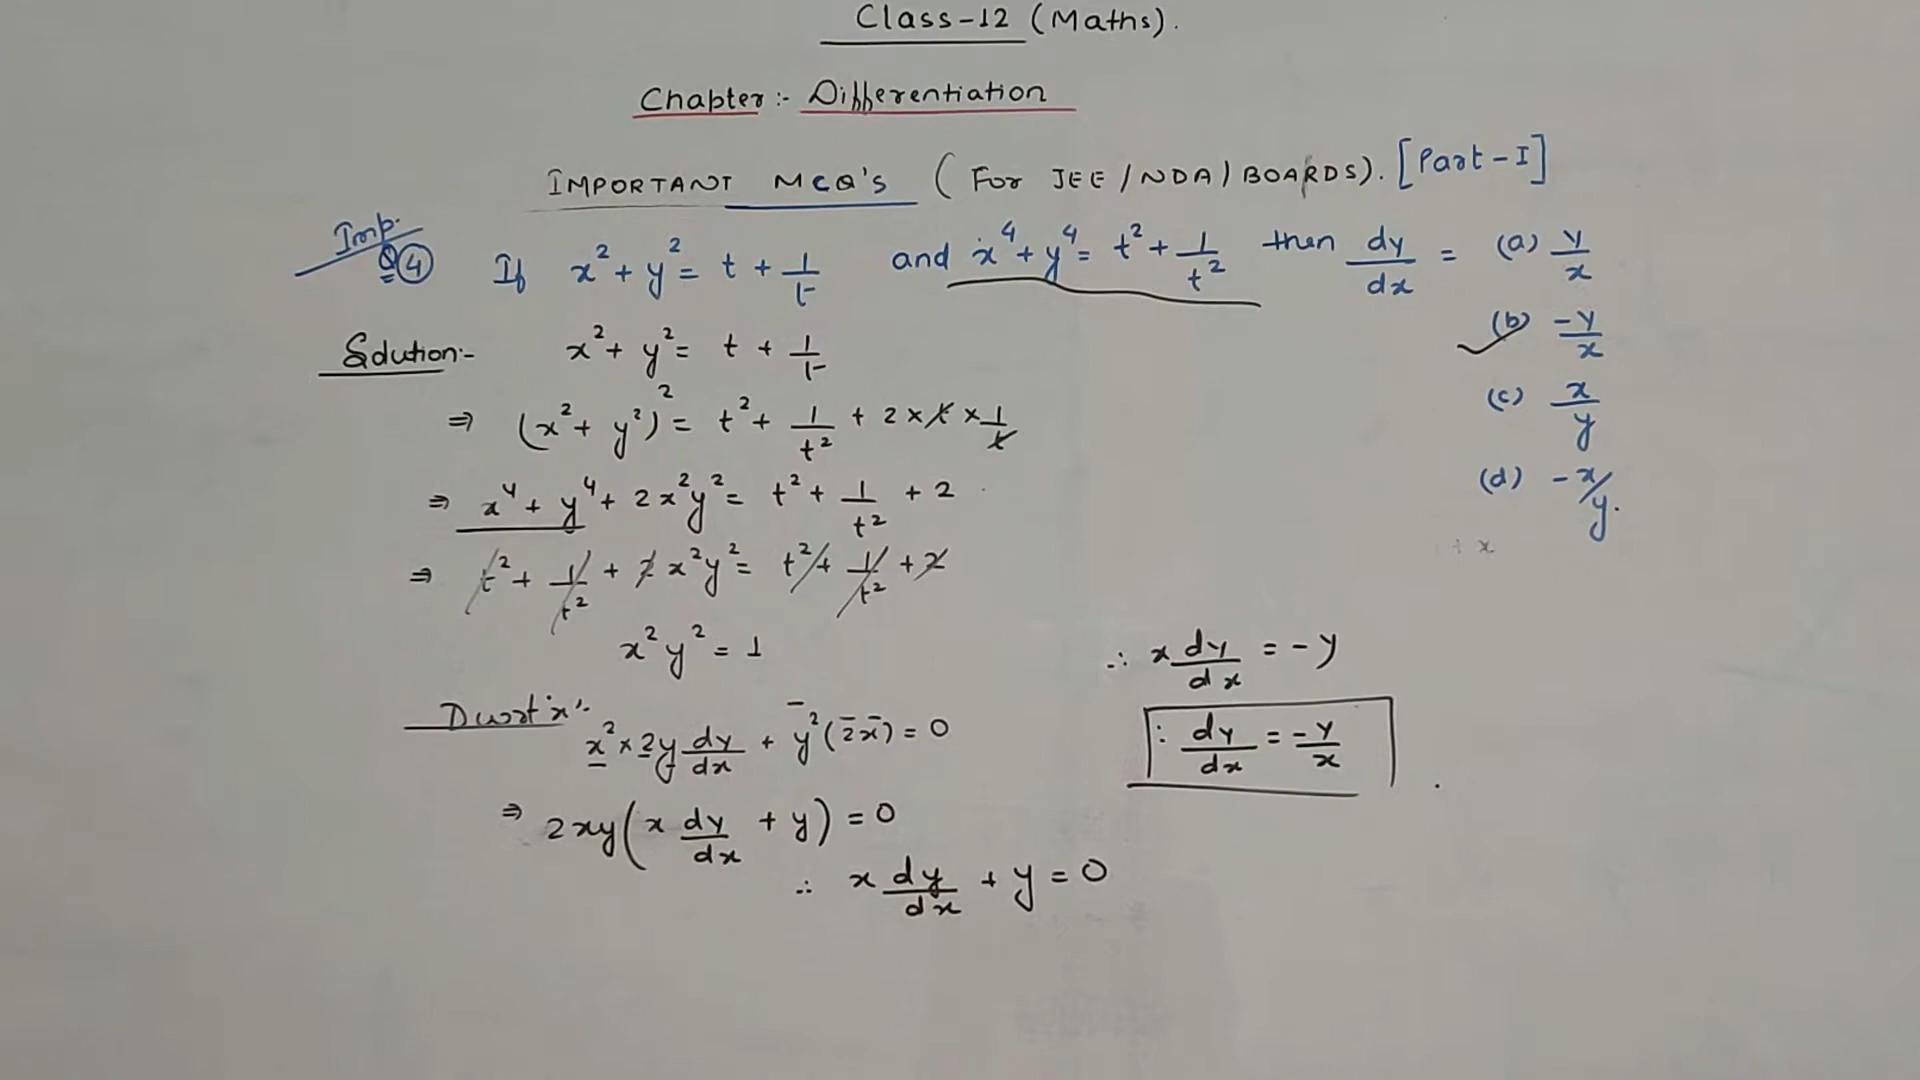 Class-12 (Maths).
Chapter:- Differentiation
IMPORTANT MCQ'S (For JEE/NDA/BOARDS). [Part-I]
Imp.
Q④ If x²+y²= t + 1/t and x⁴+y⁴= t²+1/t² then dy/dx = (a) y/x
(b) -y/x
(c) x/y
(d) -x/y.
Solution:- x²+ y²= t + 1/t
⇒ (x²+ y²)²= t²+ 1/t² + 2×t×1/t
⇒ x⁴+ y⁴+ 2x²y²= t²+ 1/t² + 2
⇒ t²+ 1/t² + 2x²y²= t²+ 1/t² +2
x²y²= 1
D wrt 'x':-
x²×2y dy/dx + y²(2x) = 0
⇒ 2xy(x dy/dx + y) = 0
∴ x dy/dx + y = 0
∴ x dy/dx = -y
∴ dy/dx = -y/x